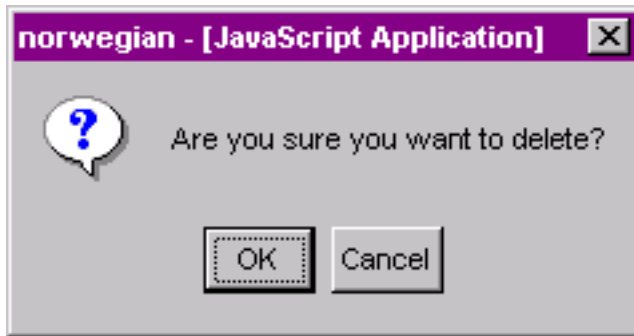 norwegian - [JavaScript Application]
Are you sure you want to delete?
OK Cancel